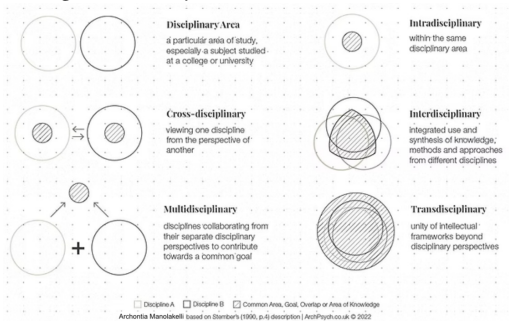 Disciplinary Area
a particular area of study,
especially a subject studied
at a college or university
Intradisciplinary
within the same
disciplinary area
Cross-disciplinary
viewing one discipline
from the perspective of
another
Interdisciplinary
integrated use and
synthesis of knowledge,
methods and approaches
from different disciplines
Multidisciplinary
disciplines collaborating from
their separate disciplinary
perspectives to contribute
towards a common goal
Transdisciplinary
unity of intellectual
frameworks beyond
disciplinary perspectives
+
Discipline A Discipline B Common Area, Goal, Overlap or Area of Knowledge
Archontia Manolakelli based on Stember's (1990, p.4) description | ArchPsych.co.uk © 2022